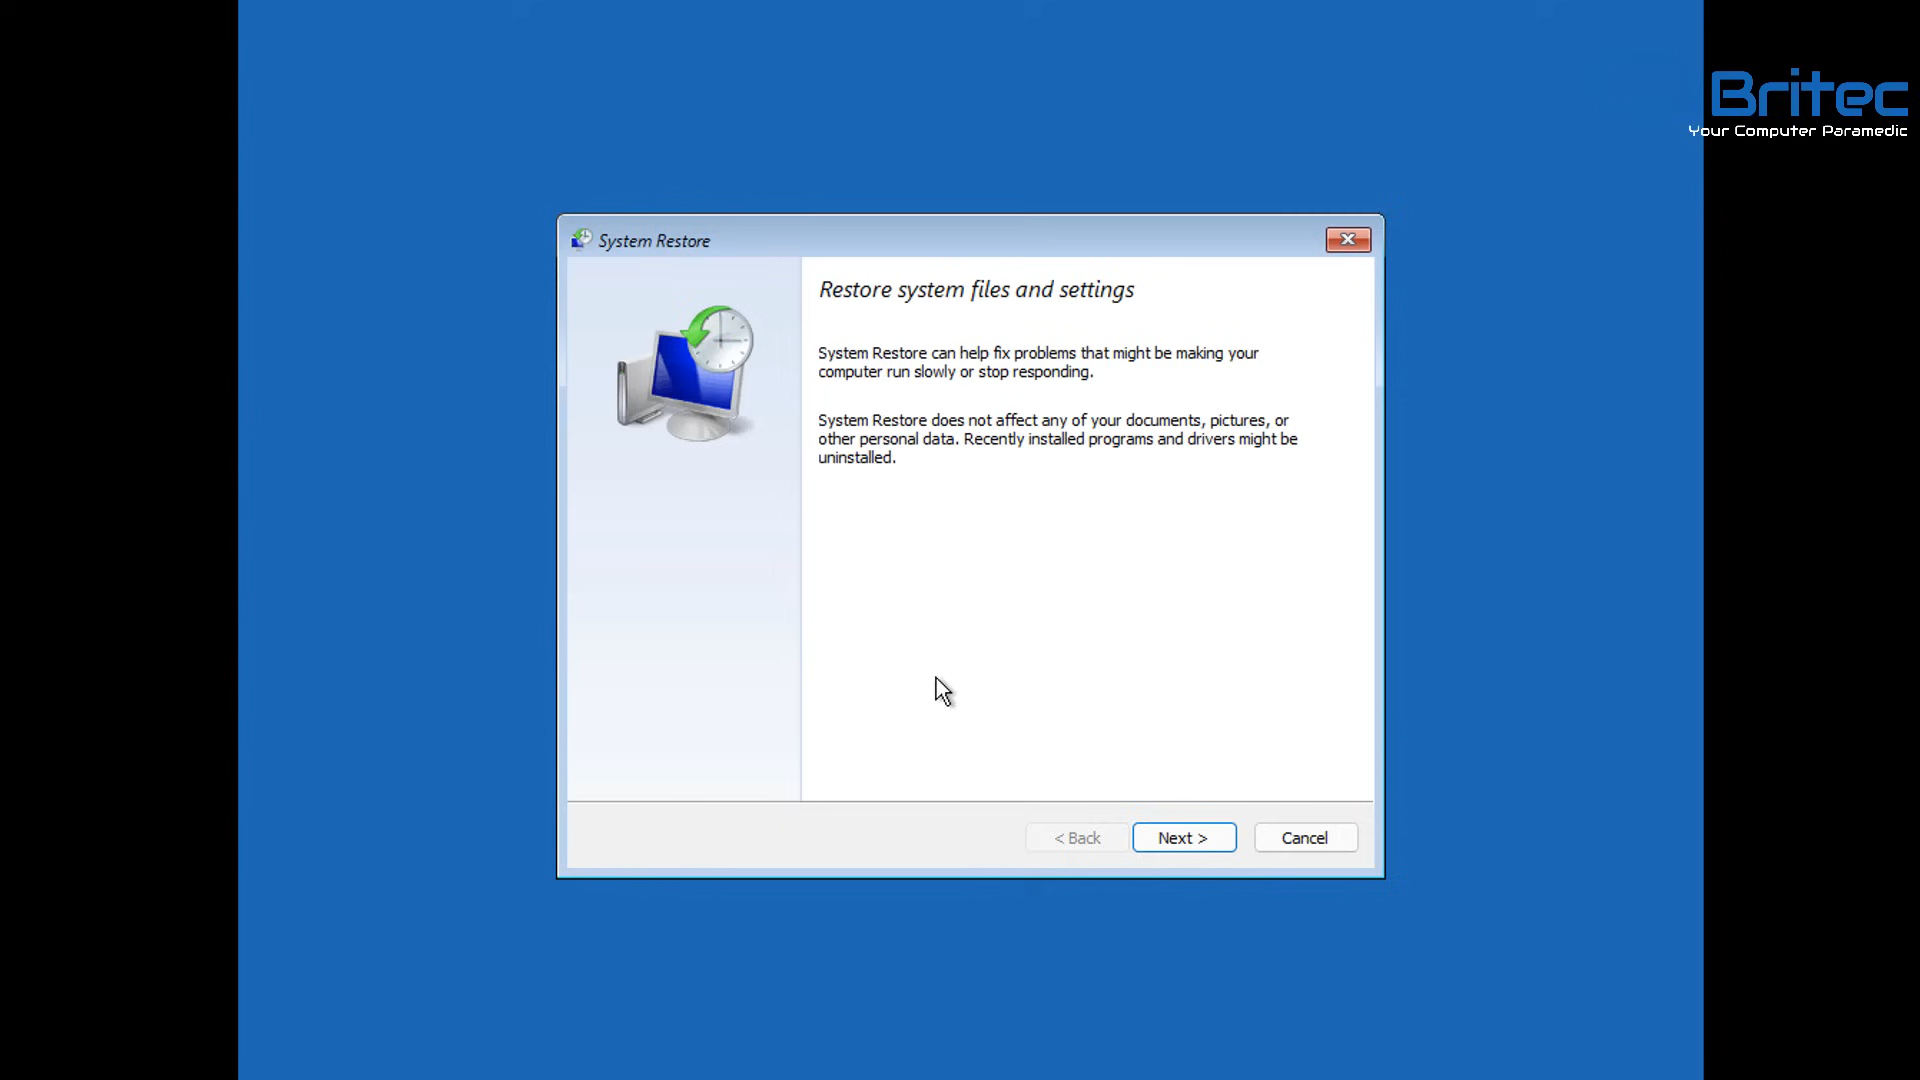 Britec
Your Computer Paramedic
System Restore
Restore system files and settings
System Restore can help fix problems that might be making your
computer run slowly or stop responding.
System Restore does not affect any of your documents, pictures, or
other personal data. Recently installed programs and drivers might be
uninstalled.
< Back
Next >
Cancel